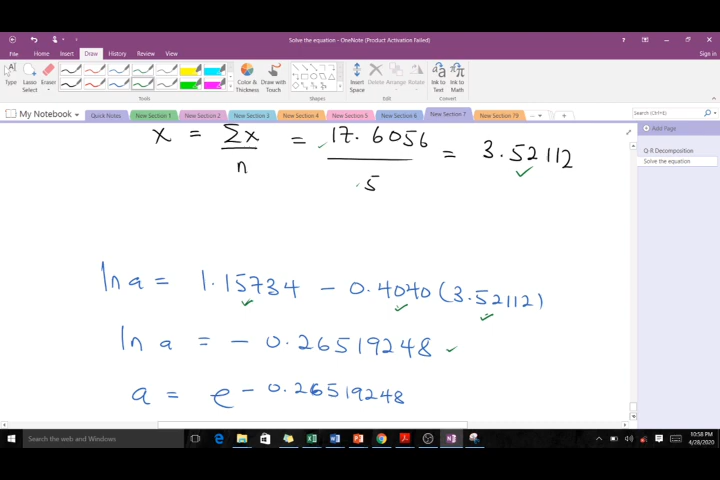 Solve the equation - OneNote (Product Activation Failed)
File Home Insert Draw History Review View Sign in
Type Lasso Select Eraser Color & Thickness Draw with Touch Insert Space Delete Arrange Rotate Ink to Text Ink to Math
Tools Shapes Edit Convert
My Notebook Quick Notes New Section 1 New Section 2 New Section 3 New Section 4 New Section 5 New Section 6 New Section 7 New Section 79 Search (Ctrl+E)
Add Page
Q-R Decomposition
Solve the equation
x = Σx/n = 17.6056/5 = 3.52112
ln a = 1.15734 - 0.4040 (3.52112)
ln a = - 0.26519248
a = e - 0.26519248
Search the web and Windows
10:58 PM
4/28/2020